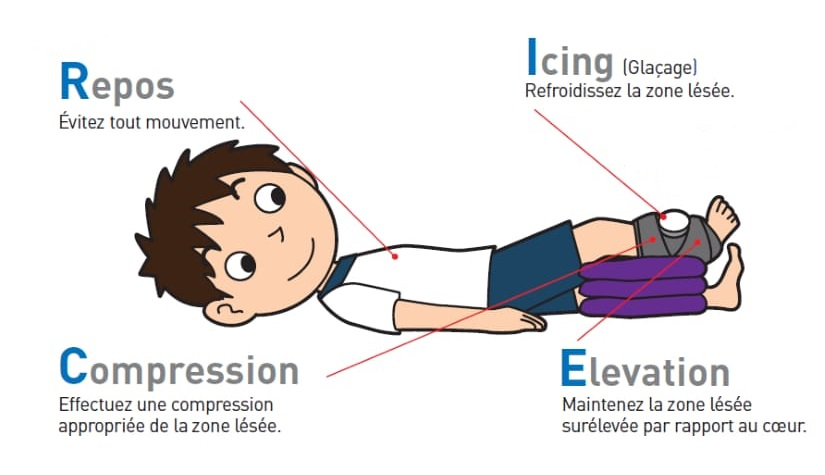 Repos
Évitez tout mouvement.
Icing (Glaçage)
Refroidissez la zone lésée.
Compression
Effectuez une compression
appropriée de la zone lésée.
Elevation
Maintenez la zone lésée
surélevée par rapport au cœur.